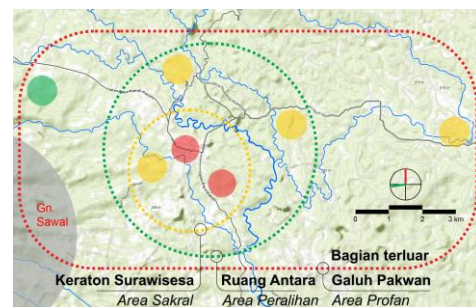 Gn.
Sawal
0 1 2 3 km
Bagian terluar
Keraton Surawisesa Ruang Antara Galuh Pakwan
Area Sakral Area Peralihan Area Profan